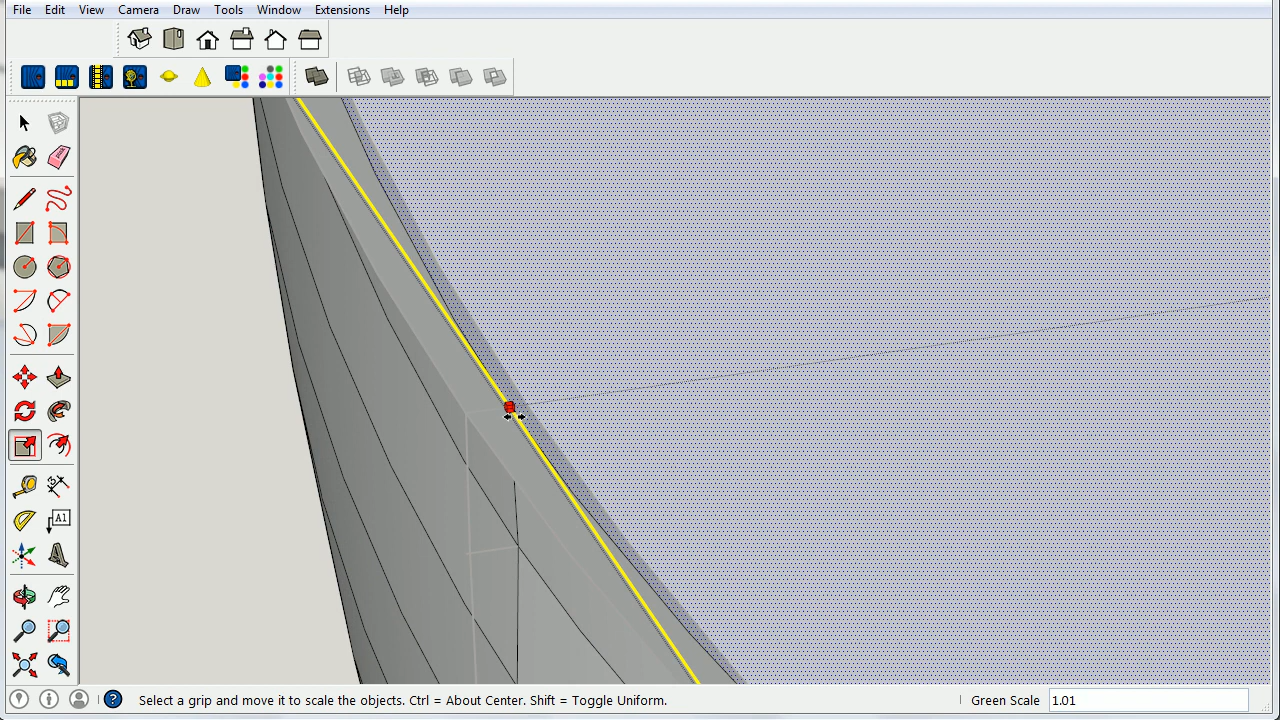 File Edit View Camera Draw Tools Window Extensions Help
A1
Select a grip and move it to scale the objects. Ctrl = About Center. Shift = Toggle Uniform.
Green Scale 1.01